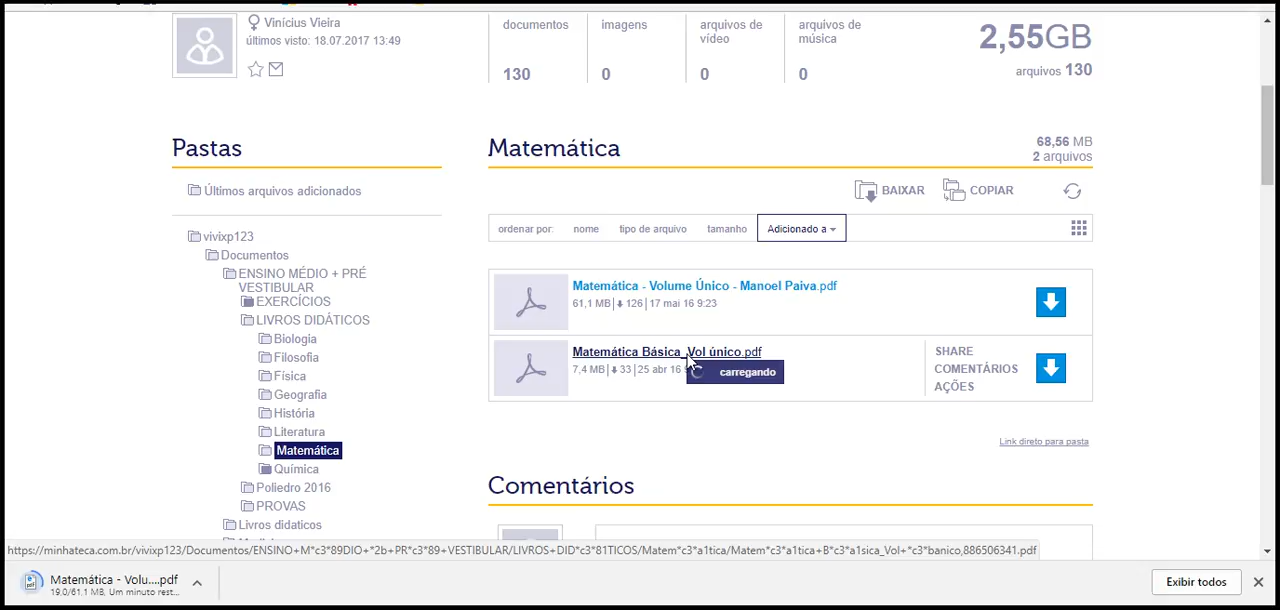 Vinícius Vieira
últimos visto: 18.07.2017 13:49
documentos
130
imagens
0
arquivos de
vídeo
0
arquivos de
música
0
2,55GB
arquivos 130
Pastas
Últimos arquivos adicionados
vivixp123
Documentos
ENSINO MÉDIO + PRÉ
VESTIBULAR
EXERCÍCIOS
LIVROS DIDÁTICOS
Biologia
Filosofia
Física
Geografia
História
Literatura
Matemática
Química
Poliedro 2016
PROVAS
Livros didaticos
Matemática
68,56 MB
2 arquivos
BAIXAR
COPIAR
ordenar por:
nome
tipo de arquivo
tamanho
Adicionado a
Matemática - Volume Único - Manoel Paiva.pdf
61,1 MB | 126 | 17 mai 16 9:23
Matemática Básica_Vol único.pdf
7,4 MB | 33 | 25 abr 16
carregando
SHARE
COMENTÁRIOS
AÇÕES
Link direto para pasta
Comentários
https://minhateca.com.br/vivixp123/Documentos/ENSINO+M*c3*89DIO+*2b+PR*c3*89+VESTIBULAR/LIVROS+DID*c3*81TICOS/Matem*c3*a1tica/Matem*c3*a1tica+B*c3*a1sica_Vol+*c3*banico,886506341.pdf
Matemática - Volu....pdf
19.0/61.1 MB, Um minuto rest...
Exibir todos